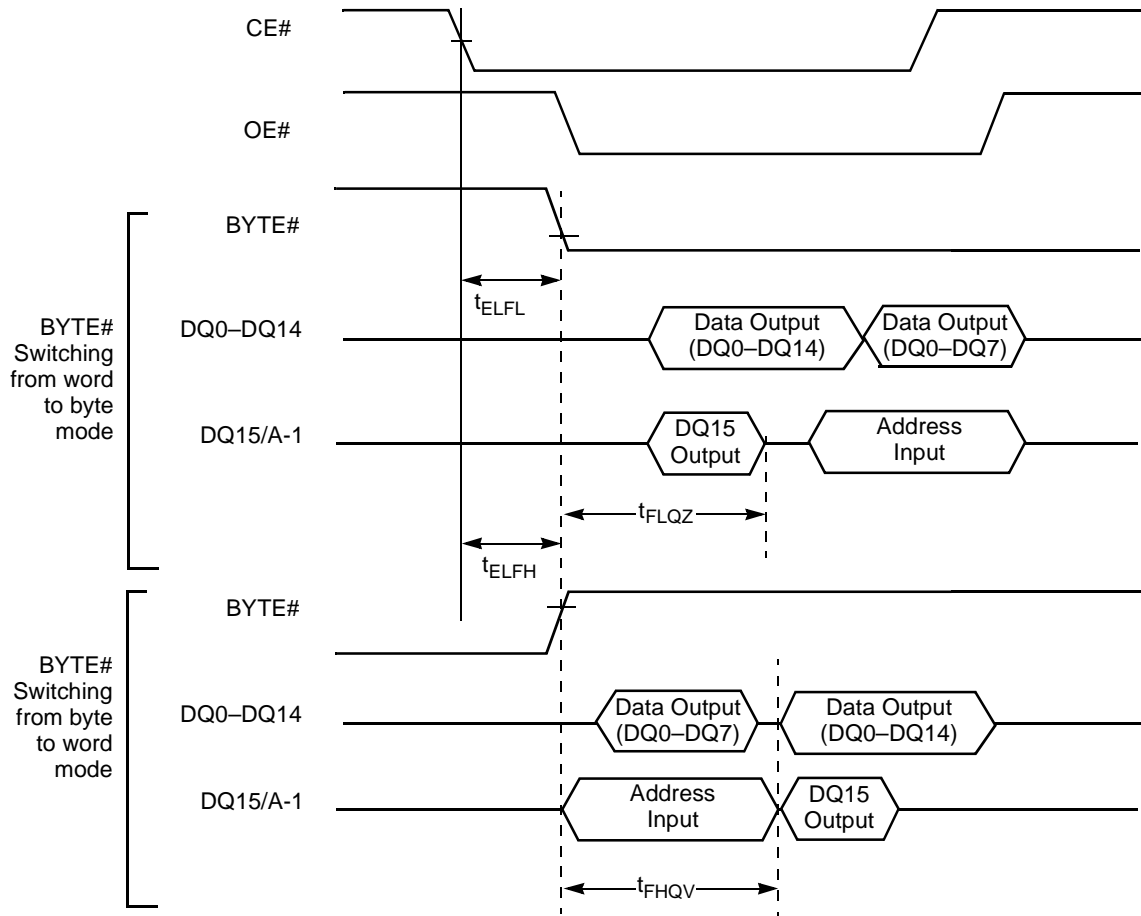 CE#
OE#
BYTE#
Switching
from word
to byte
mode
BYTE#
tELFL
DQ0–DQ14
Data Output
(DQ0–DQ14)
Data Output
(DQ0–DQ7)
DQ15/A-1
DQ15
Output
Address
Input
tFLQZ
tELFH
BYTE#
Switching
from byte
to word
mode
BYTE#
DQ0–DQ14
Data Output
(DQ0–DQ7)
Data Output
(DQ0–DQ14)
DQ15/A-1
Address
Input
DQ15
Output
tFHQV